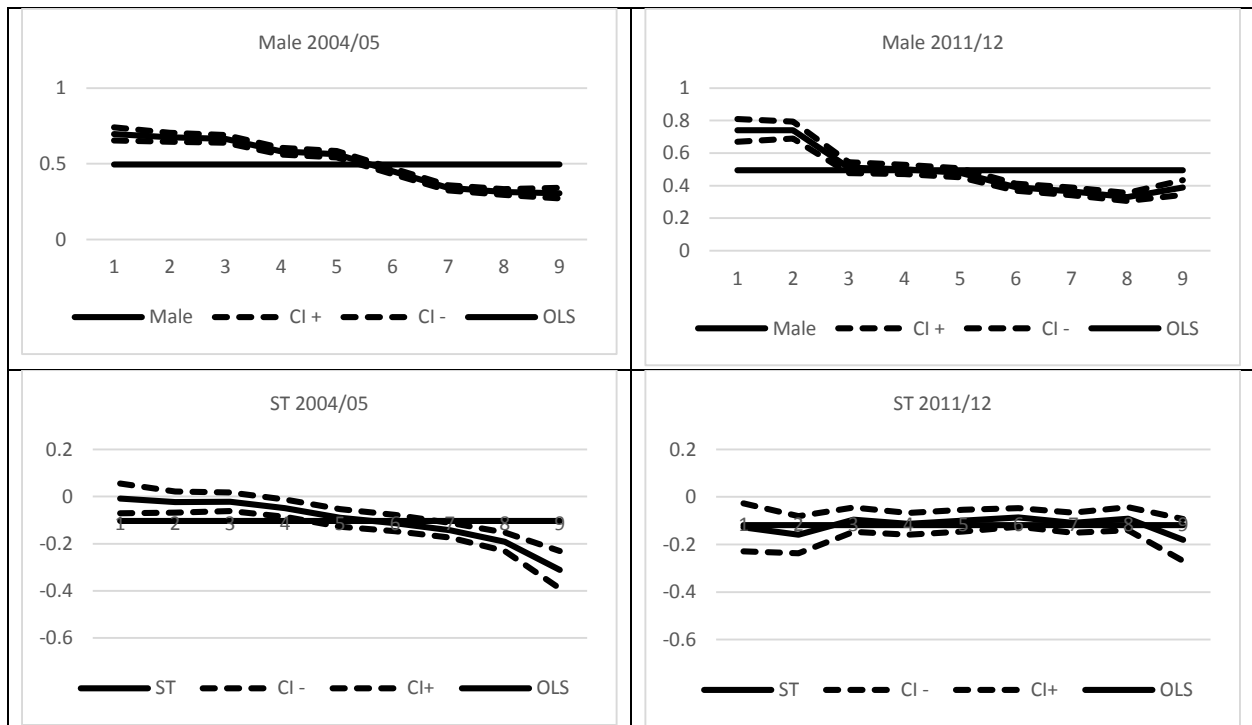 Male 2004/05
1
0.5
0
1 2 3 4 5 6 7 8 9
Male CI + CI - OLS
Male 2011/12
1
0.8
0.6
0.4
0.2
0
1 2 3 4 5 6 7 8 9
Male CI + CI - OLS
ST 2004/05
0.2
0
-0.2
-0.4
-0.6
1 2 3 4 5 6 7 8 9
ST CI - CI+ OLS
ST 2011/12
0.2
0
-0.2
-0.4
-0.6
1 2 3 4 5 6 7 8 9
ST CI - CI+ OLS